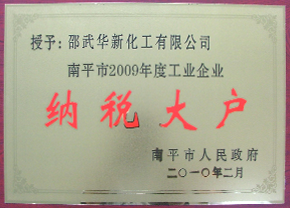 授予：邵武华新化工有限公司
南平市2009年度工业企业
纳税大户
南平市人民政府
二〇一〇年二月